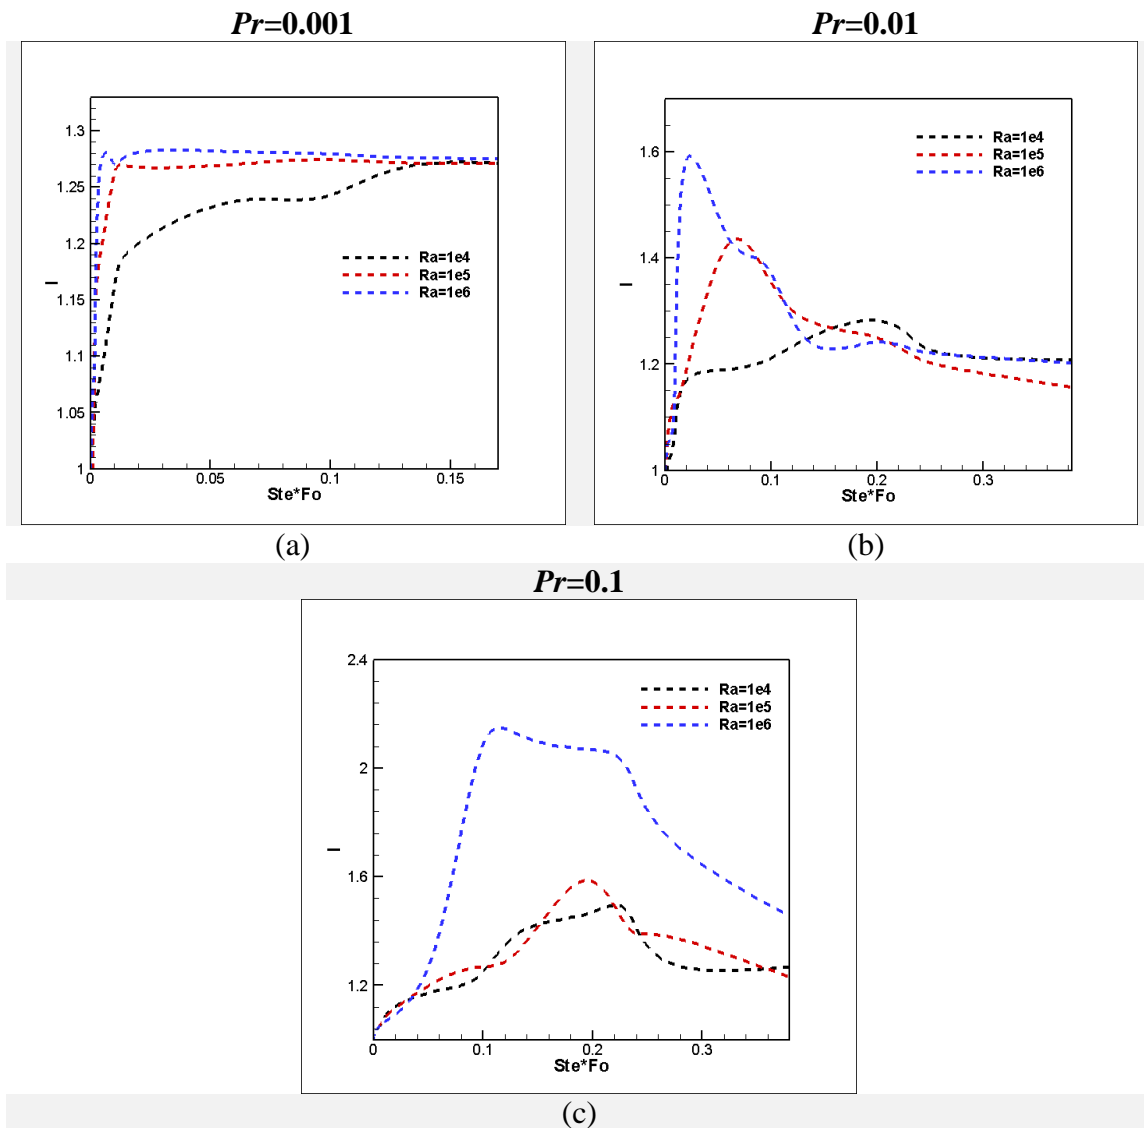 Pr=0.001
Pr=0.01
1.3
1.25
1.2
1.15
1.1
1.05
1
I
0
0.05
0.1
0.15
Ste*Fo
Ra=1e4
Ra=1e5
Ra=1e6
1.6
1.4
1.2
1
I
0
0.1
0.2
0.3
Ste*Fo
Ra=1e4
Ra=1e5
Ra=1e6
(a)
(b)
Pr=0.1
2.4
2
1.6
1.2
I
0
0.1
0.2
0.3
Ste*Fo
Ra=1e4
Ra=1e5
Ra=1e6
(c)